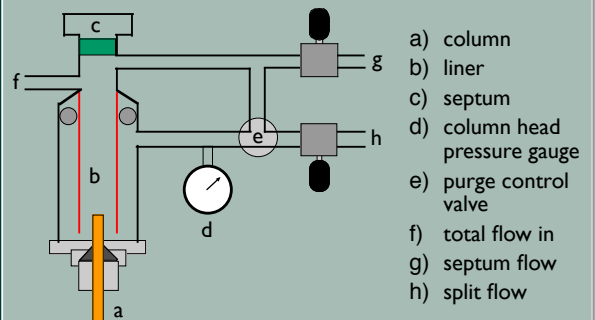 c
f
g
e
h
b
d
a
a) column
b) liner
c) septum
d) column head
pressure gauge
e) purge control
valve
f) total flow in
g) septum flow
h) split flow